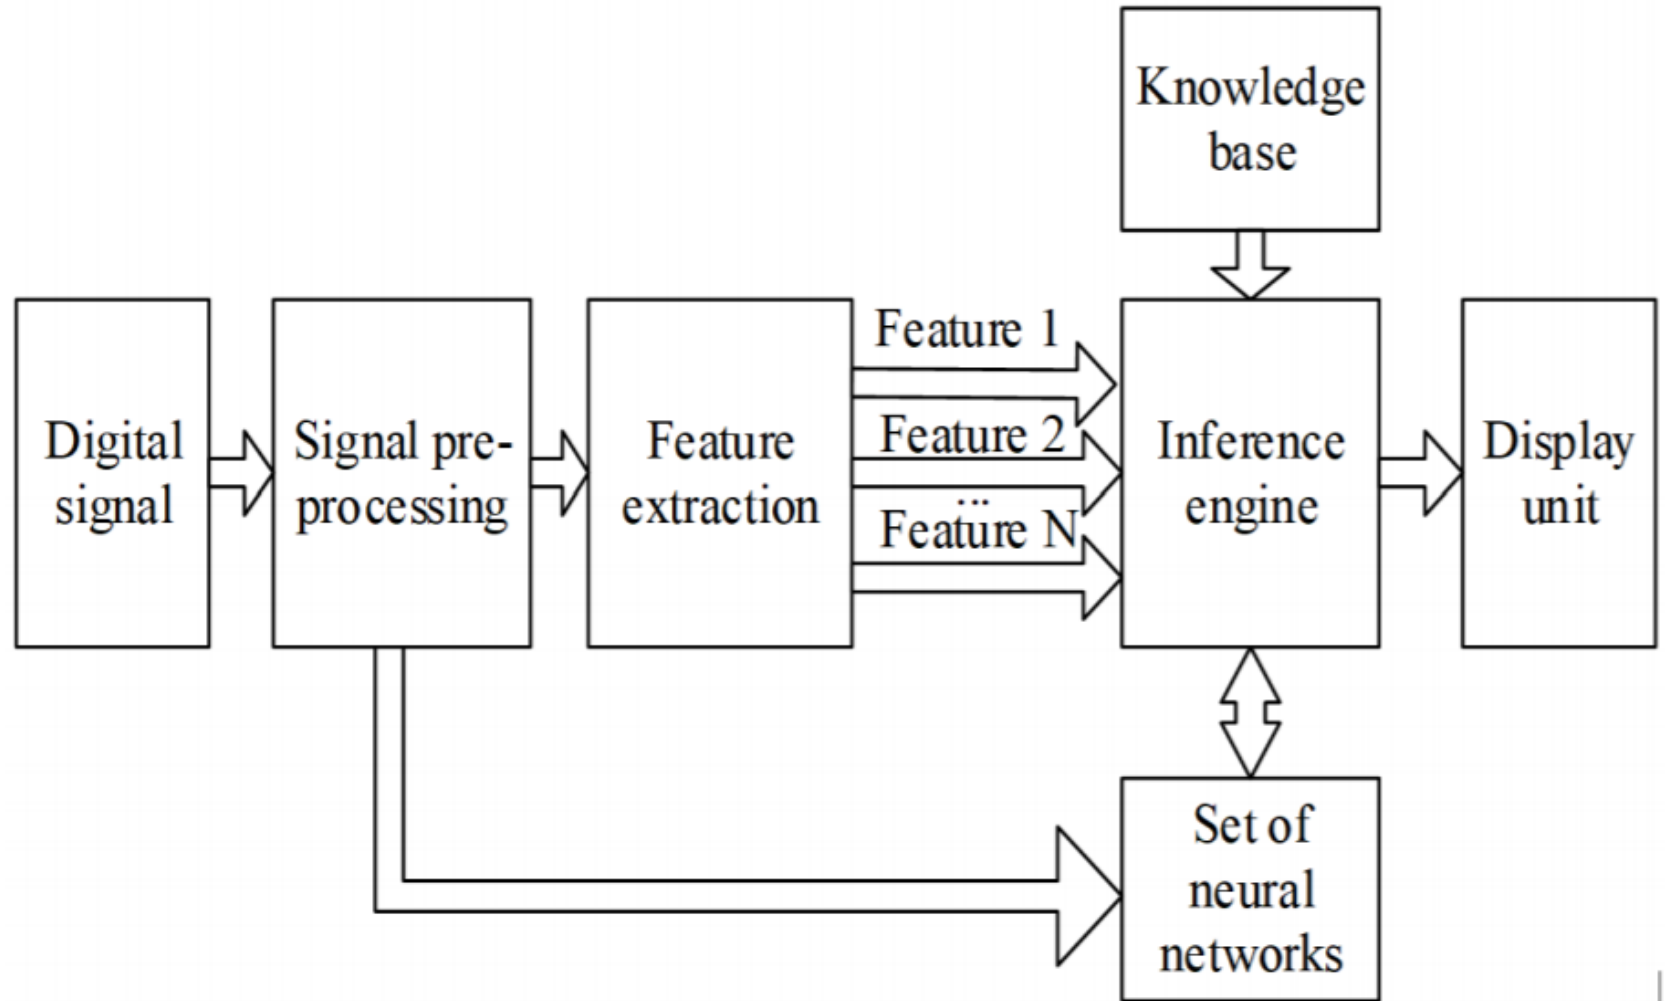 Knowledge
base
Digital
signal
Signal pre-
processing
Feature
extraction
Feature 1
Feature 2
...
Feature N
Inference
engine
Display
unit
Set of
neural
networks